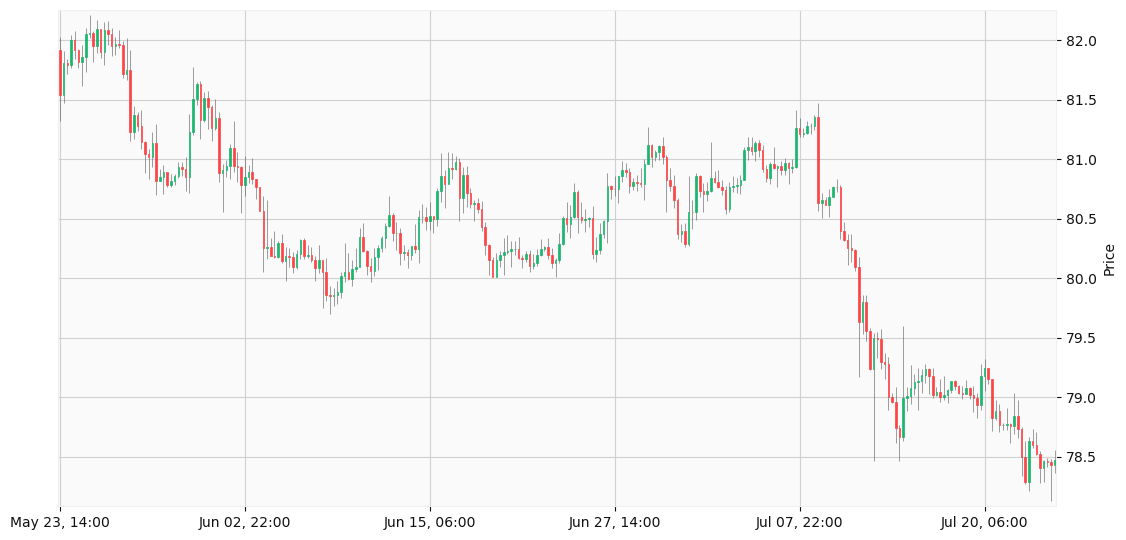 82.0
81.5
81.0
80.5
80.0
79.5
79.0
78.5
Price
May 23, 14:00
Jun 02, 22:00
Jun 15, 06:00
Jun 27, 14:00
Jul 07, 22:00
Jul 20, 06:00